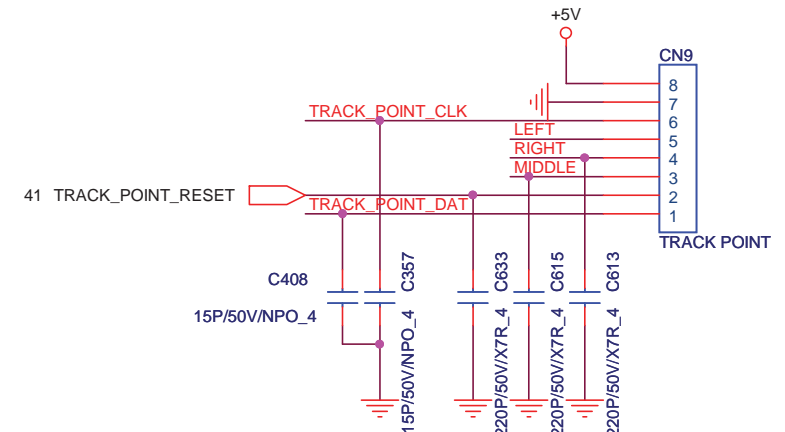 +5V
CN9
8
7
TRACK_POINT_CLK
6
LEFT
5
RIGHT
4
MIDDLE
3
41 TRACK_POINT_RESET
2
TRACK_POINT_DAT
1
TRACK POINT
C408
15P/50V/NPO_4
C357
15P/50V/NPO_4
C633
220P/50V/X7R_4
C615
220P/50V/X7R_4
C613
220P/50V/X7R_4